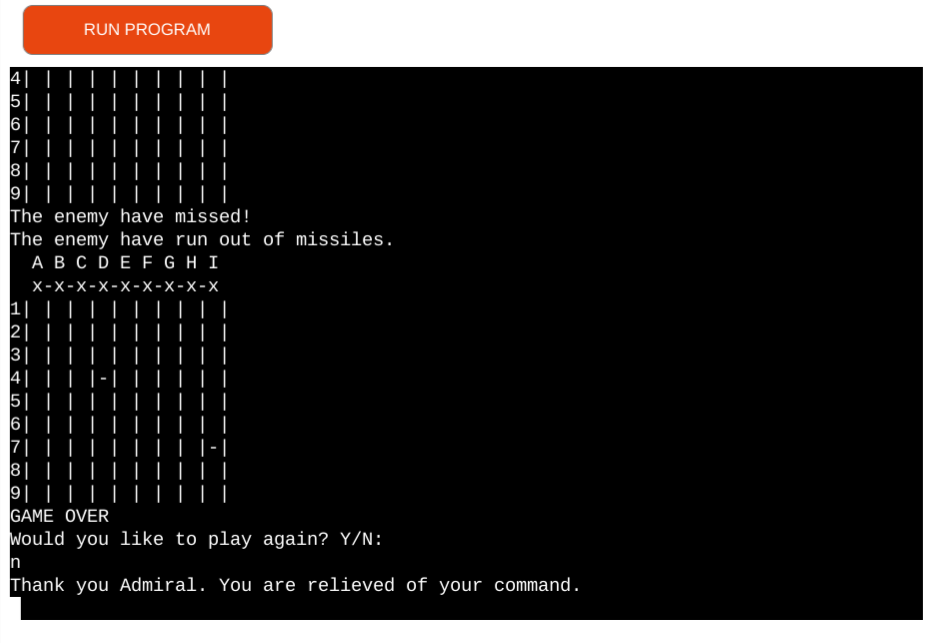 RUN PROGRAM
4| | | | | | | | | |
5| | | | | | | | | |
6| | | | | | | | | |
7| | | | | | | | | |
8| | | | | | | | | |
9| | | | | | | | | |
The enemy have missed!
The enemy have run out of missiles.
  A B C D E F G H I
  x-x-x-x-x-x-x-x-x
1| | | | | | | | | |
2| | | | | | | | | |
3| | | | | | | | | |
4| | | |-| | | | | |
5| | | | | | | | | |
6| | | | | | | | | |
7| | | | | | | | |-|
8| | | | | | | | | |
9| | | | | | | | | |
GAME OVER
Would you like to play again? Y/N:
n
Thank you Admiral. You are relieved of your command.